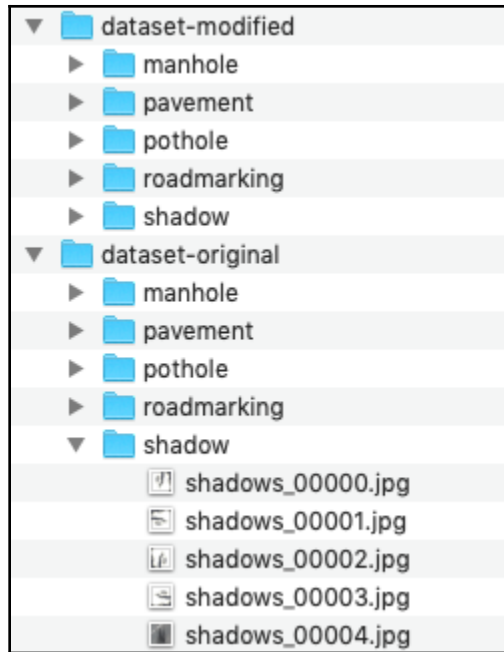 dataset-modified
manhole
pavement
pothole
roadmarking
shadow
dataset-original
manhole
pavement
pothole
roadmarking
shadow
shadows_00000.jpg
shadows_00001.jpg
shadows_00002.jpg
shadows_00003.jpg
shadows_00004.jpg